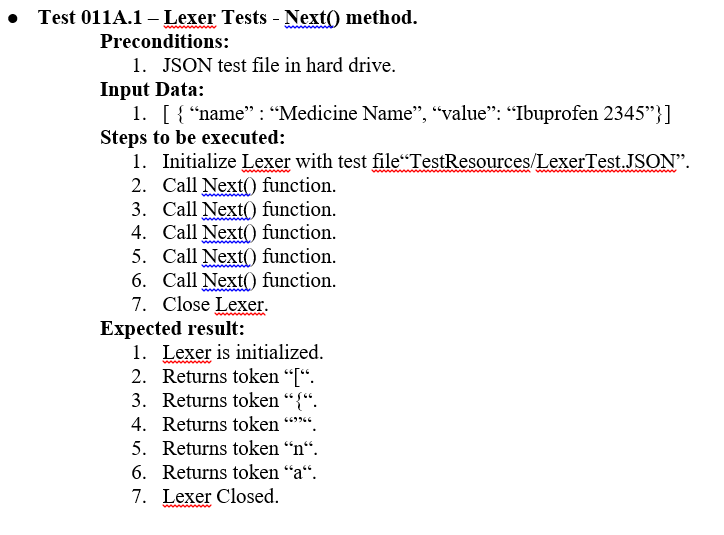 ● Test 011A.1 – Lexer Tests - Next() method.
Preconditions:
1. JSON test file in hard drive.
Input Data:
1. [ { “name” : “Medicine Name”, “value”: “Ibuprofen 2345”}]
Steps to be executed:
1. Initialize Lexer with test file“TestResources/LexerTest.JSON”.
2. Call Next() function.
3. Call Next() function.
4. Call Next() function.
5. Call Next() function.
6. Call Next() function.
7. Close Lexer.
Expected result:
1. Lexer is initialized.
2. Returns token “[“.
3. Returns token “{“.
4. Returns token “”“.
5. Returns token “n“.
6. Returns token “a“.
7. Lexer Closed.